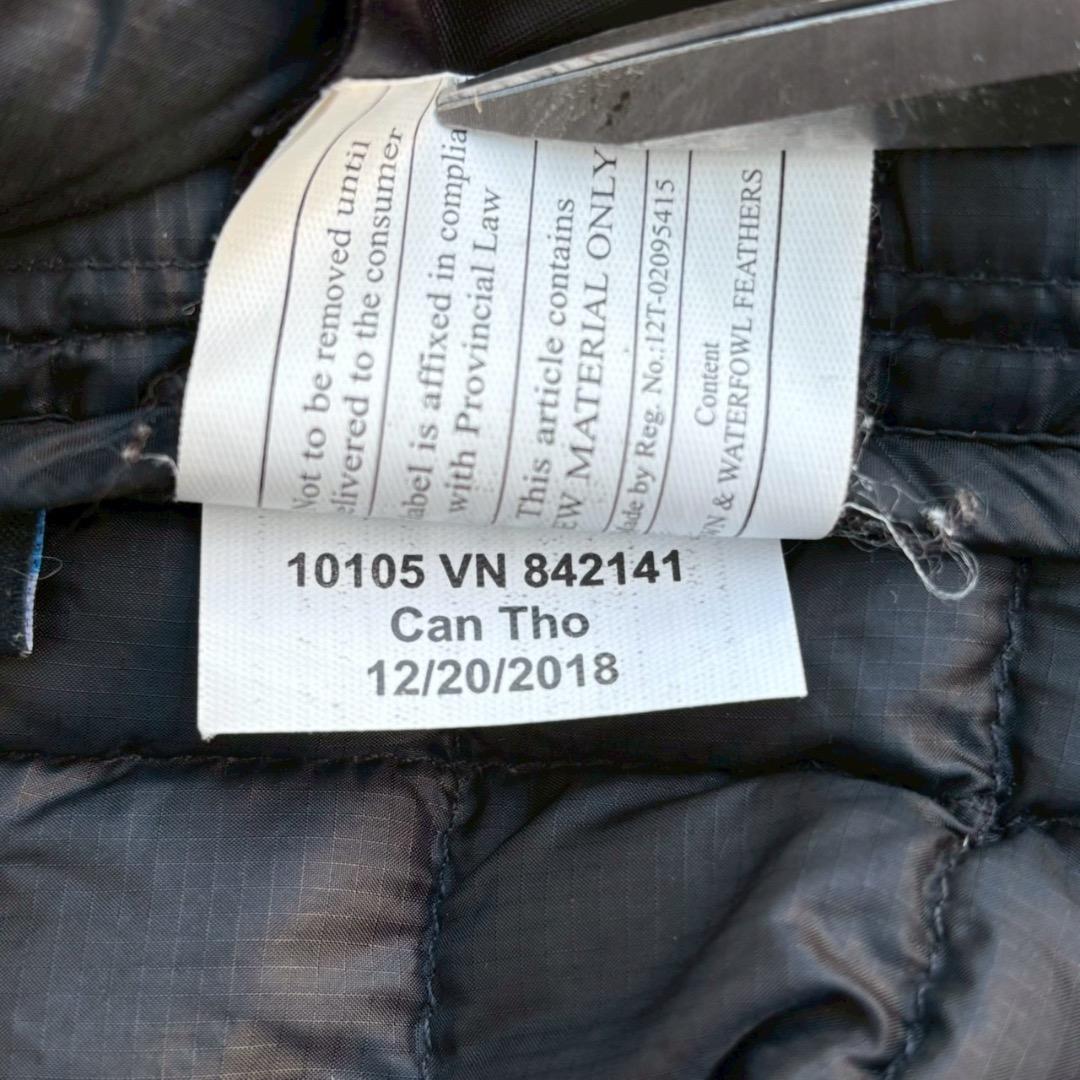 Not to be removed until
delivered to the consumer
label is affixed in complia
with Provincial Law
This article contains
EW MATERIAL ONLY
ade by Reg. No.:12T-02095415
Content
WN & WATERFOWL FEATHERS
10105 VN 842141
Can Tho
12/20/2018